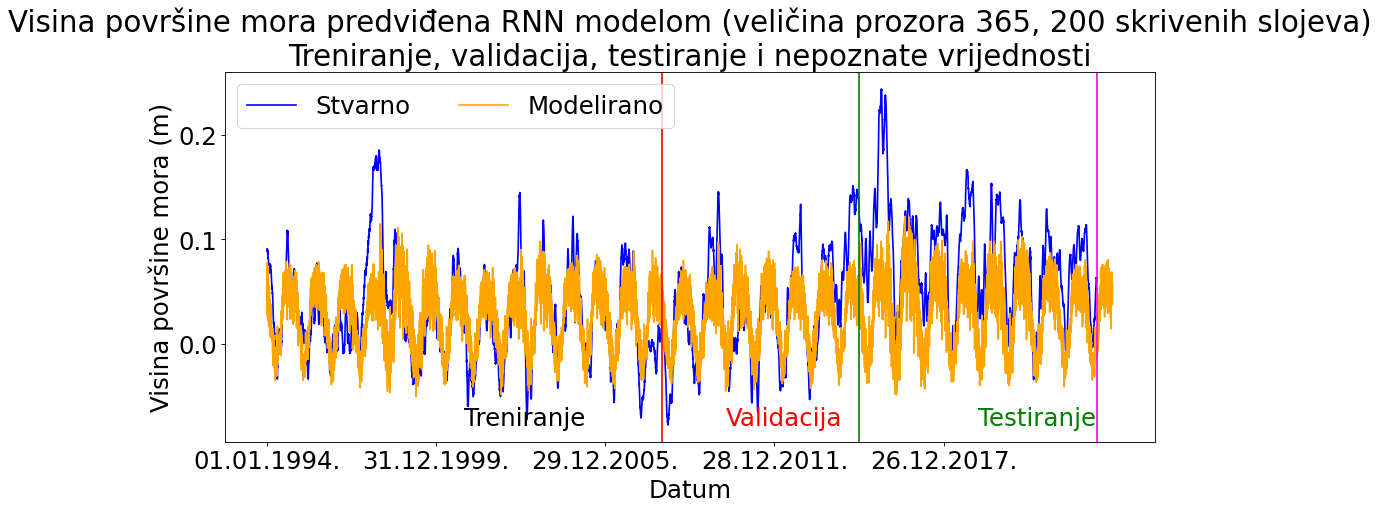 Visina površine mora predviđena RNN modelom (veličina prozora 365, 200 skrivenih slojeva)
Treniranje, validacija, testiranje i nepoznate vrijednosti
Stvarno
Modelirano
Visina površine mora (m)
0.2
0.1
0.0
Treniranje
Validacija
Testiranje
01.01.1994.
31.12.1999.
29.12.2005.
28.12.2011.
26.12.2017.
Datum